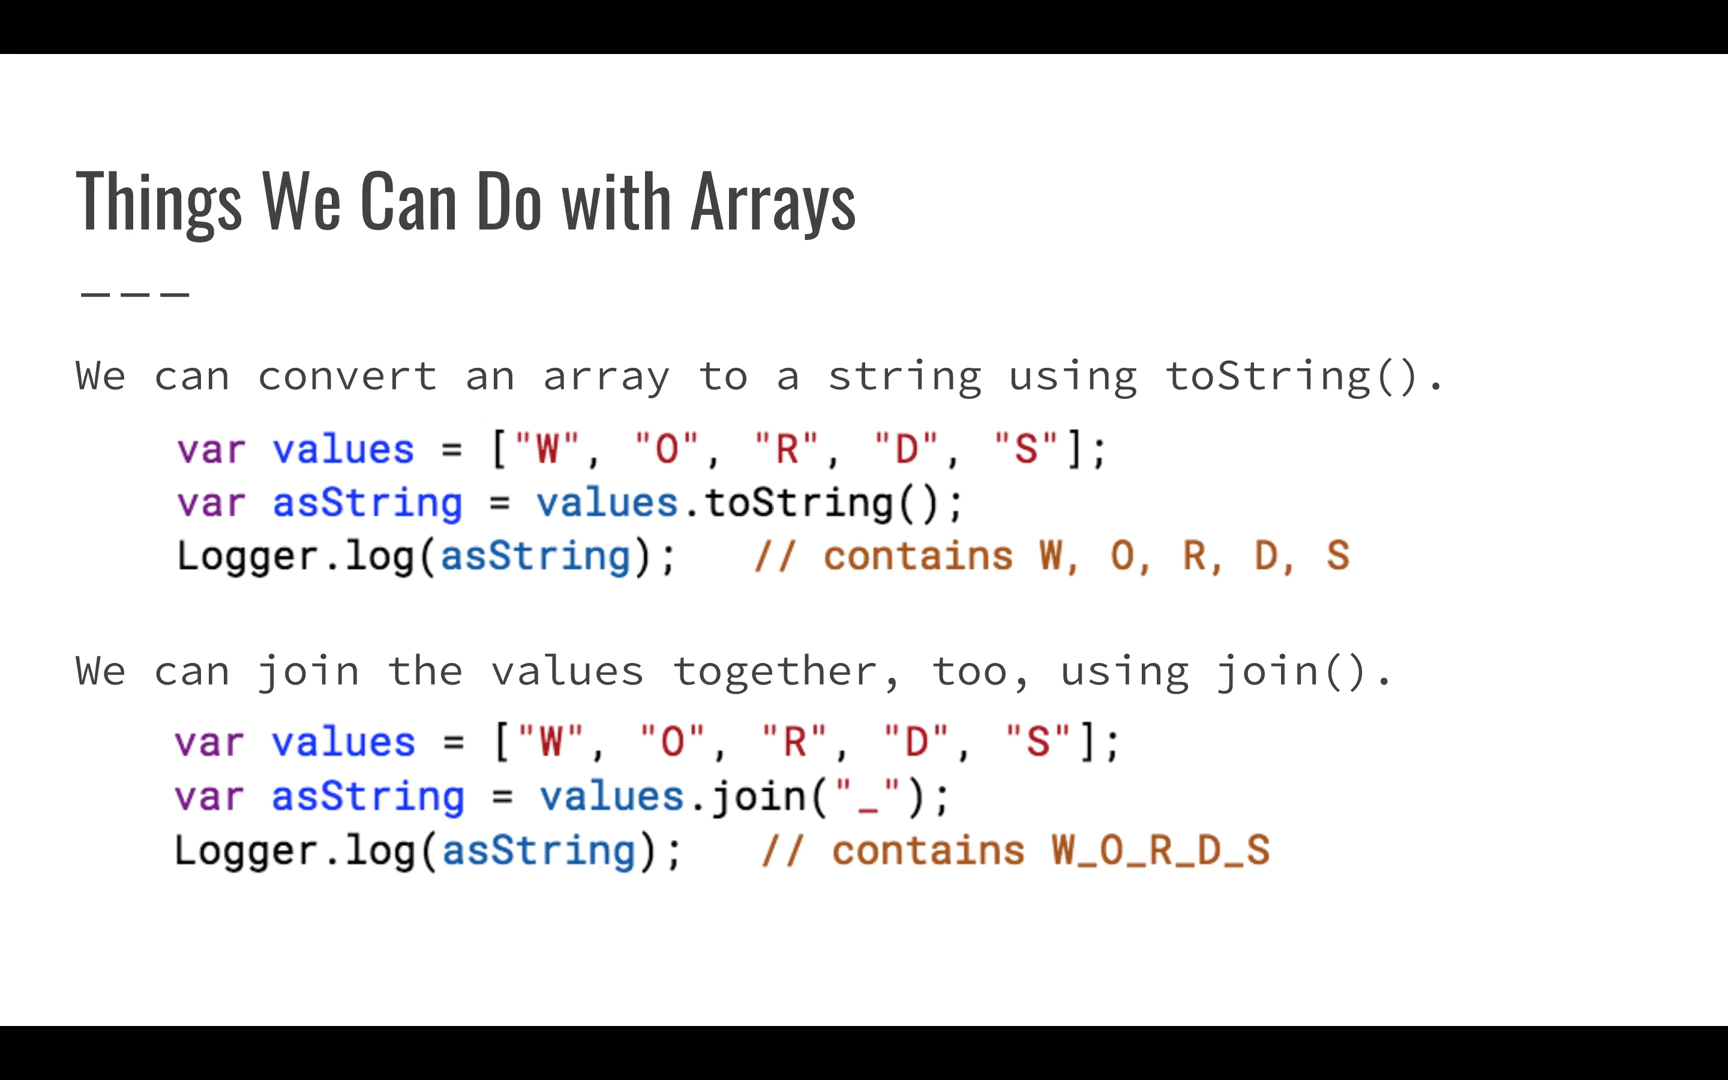 Things We Can Do with Arrays
———
We can convert an array to a string using toString().
var values = ["W", "O", "R", "D", "S"];
var asString = values.toString();
Logger.log(asString);   // contains W, O, R, D, S
We can join the values together, too, using join().
var values = ["W", "O", "R", "D", "S"];
var asString = values.join("_");
Logger.log(asString);   // contains W_O_R_D_S